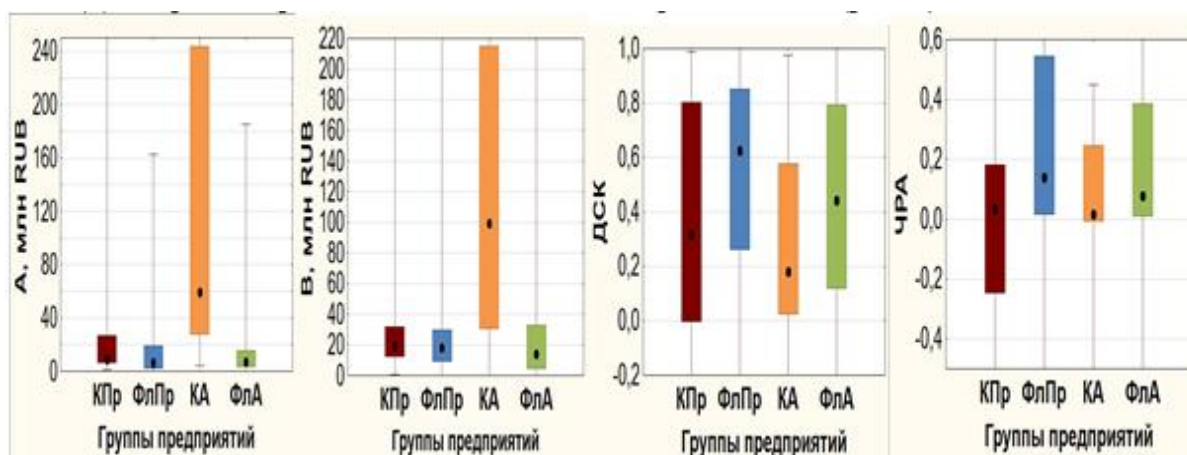 А, млн RUB
240
200
160
120
80
40
0
КПр ФлПр КА ФлА
Группы предприятий
В, млн RUB
220
200
180
160
140
120
100
80
60
40
20
0
КПр ФлПр КА ФлА
Группы предприятий
ДСК
1,0
0,8
0,6
0,4
0,2
0,0
-0,2
КПр ФлПр КА ФлА
Группы предприятий
ЧРА
0,6
0,4
0,2
0,0
-0,2
-0,4
КПр ФлПр КА ФлА
Группы предприятий